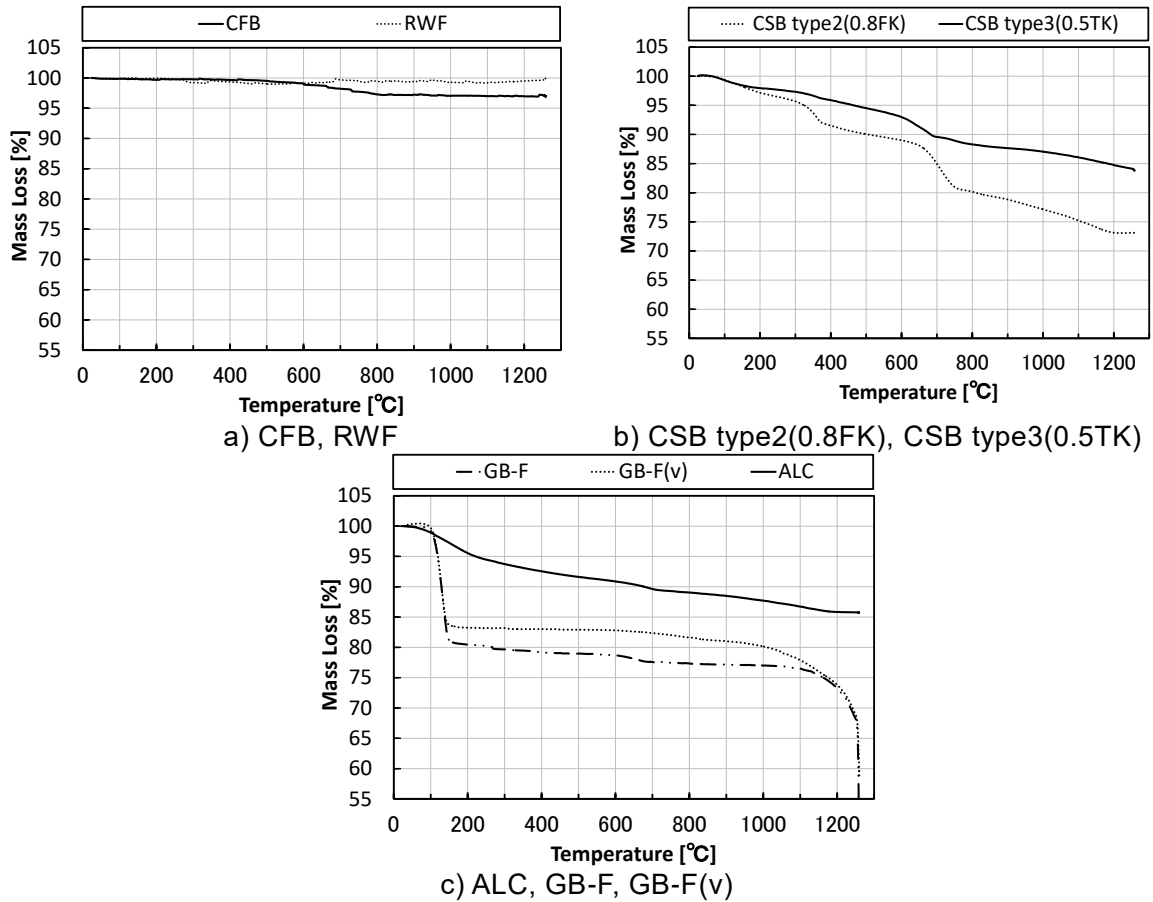 CFB RWF
105
100
95
90
85
80
75
70
65
60
55
Mass Loss [%]
0 200 400 600 800 1000 1200
Temperature [℃]
a) CFB, RWF
CSB type2(0.8FK) CSB type3(0.5TK)
105
100
95
90
85
80
75
70
65
60
55
Mass Loss [%]
0 200 400 600 800 1000 1200
Temperature [℃]
b) CSB type2(0.8FK), CSB type3(0.5TK)
GB-F GB-F(v) ALC
105
100
95
90
85
80
75
70
65
60
55
Mass Loss [%]
0 200 400 600 800 1000 1200
Temperature [℃]
c) ALC, GB-F, GB-F(v)